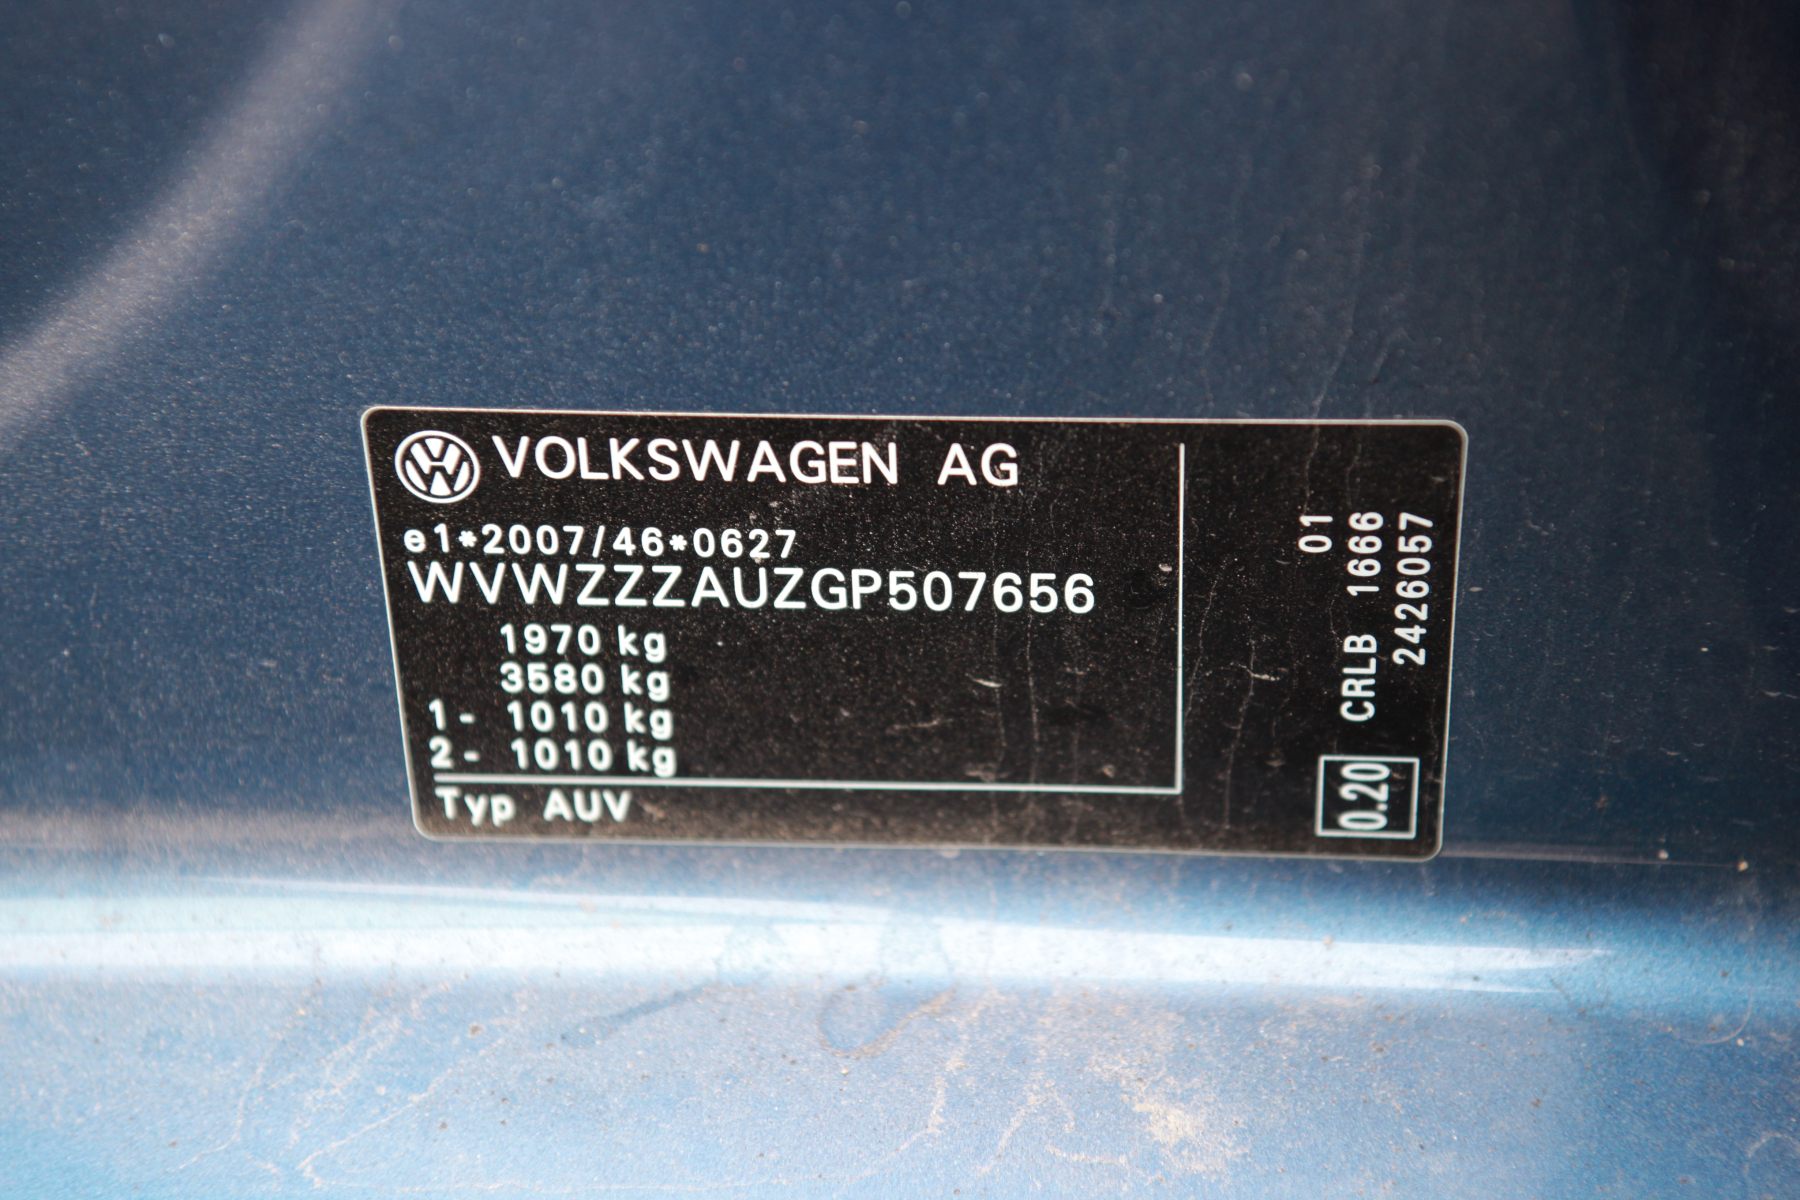 VOLKSWAGEN AG
e1*2007/46*0627
WVWZZZAUZGP507656
1970 kg
3580 kg
1- 1010 kg
2- 1010 kg
Typ AUV
01
CRLB 1666
2426057
0.20